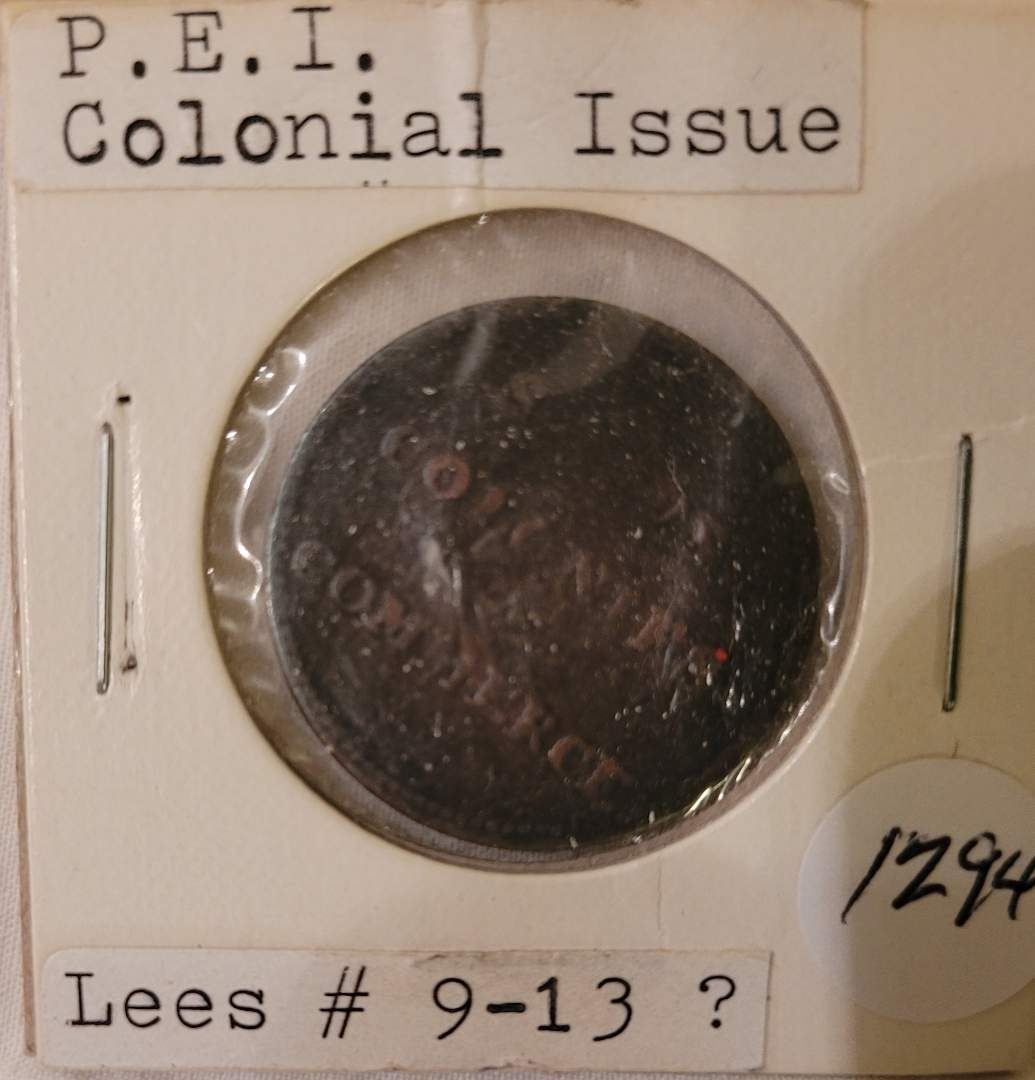 P.E.I.
Colonial Issue
COMMERCE
1294
Lees # 9-13 ?